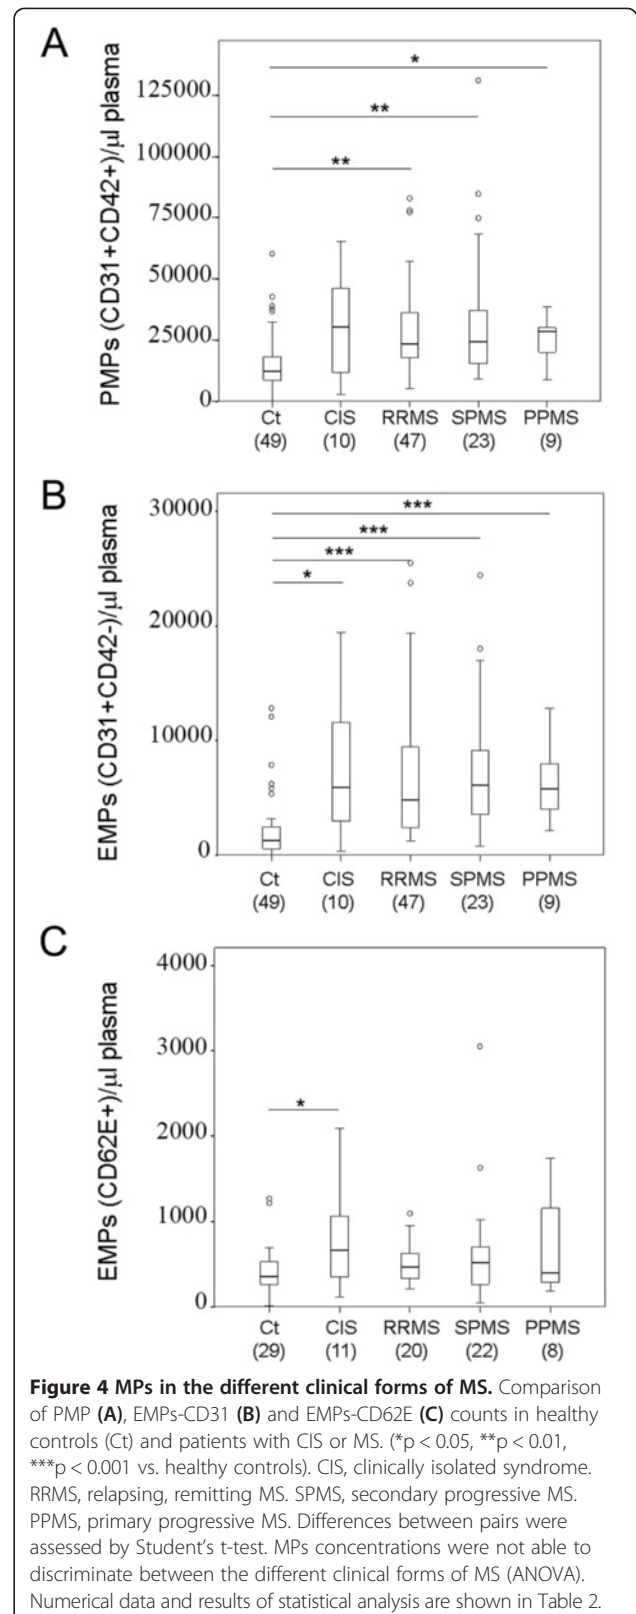 A
PMPs (CD31+CD42+)/µl plasma
125000
100000
75000
50000
25000
0
*
**
**
Ct CIS RRMS SPMS PPMS
(49) (10) (47) (23) (9)
B
EMPs (CD31+CD42-)/µl plasma
30000
20000
10000
0
***
***
***
*
Ct CIS RRMS SPMS PPMS
(49) (10) (47) (23) (9)
C
EMPs (CD62E+)/µl plasma
4000
3000
2000
1000
0
*
Ct CIS RRMS SPMS PPMS
(29) (11) (20) (22) (8)
Figure 4 MPs in the different clinical forms of MS. Comparison
of PMP (A), EMPs-CD31 (B) and EMPs-CD62E (C) counts in healthy
controls (Ct) and patients with CIS or MS. (*p < 0.05, **p < 0.01,
***p < 0.001 vs. healthy controls). CIS, clinically isolated syndrome.
RRMS, relapsing, remitting MS. SPMS, secondary progressive MS.
PPMS, primary progressive MS. Differences between pairs were
assessed by Student's t-test. MPs concentrations were not able to
discriminate between the different clinical forms of MS (ANOVA).
Numerical data and results of statistical analysis are shown in Table 2.